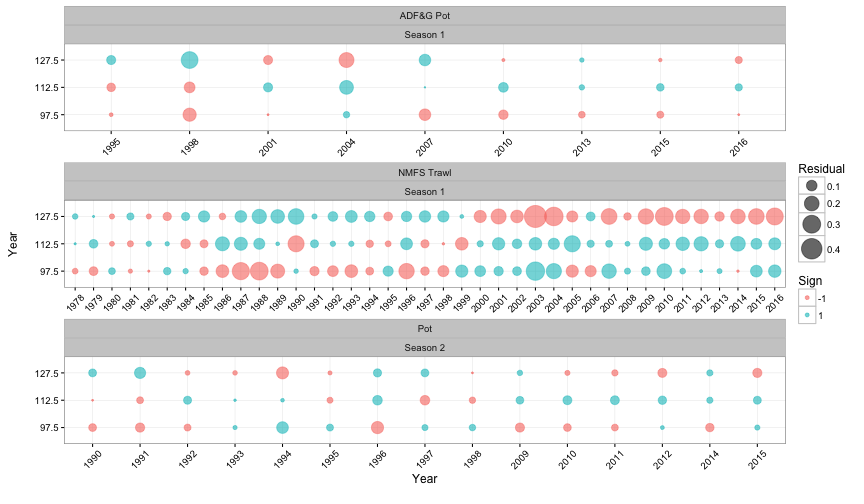 ADF&G Pot
Season 1
127.5
112.5
97.5
1995 1998 2001 2004 2007 2010 2013 2015 2016
NMFS Trawl
Season 1
127.5
112.5
97.5
1978 1979 1980 1981 1982 1983 1984 1985 1986 1987 1988 1989 1990 1991 1992 1993 1994 1995 1996 1997 1998 1999 2000 2001 2002 2003 2004 2005 2006 2007 2008 2009 2010 2011 2012 2013 2014 2015 2016
Pot
Season 2
127.5
112.5
97.5
1990 1991 1992 1993 1994 1995 1996 1997 1998 2009 2010 2011 2012 2014 2015
Year
Year
Residual
0.1
0.2
0.3
0.4
Sign
-1
1